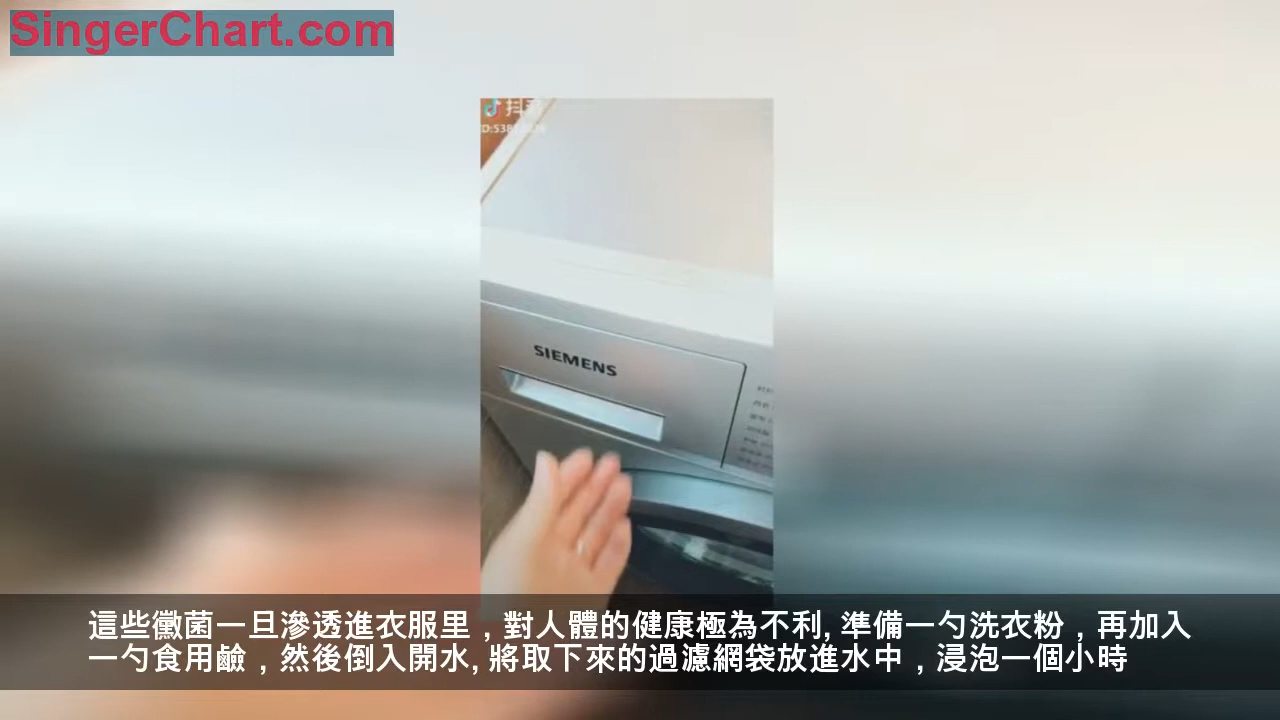 SingerChart.com
抖音
SIEMENS
這些黴菌一旦滲透進衣服里，對人體的健康極為不利, 準備一勺洗衣粉，再加入
一勺食用鹼，然後倒入開水, 將取下來的過濾網袋放進水中，浸泡一個小時